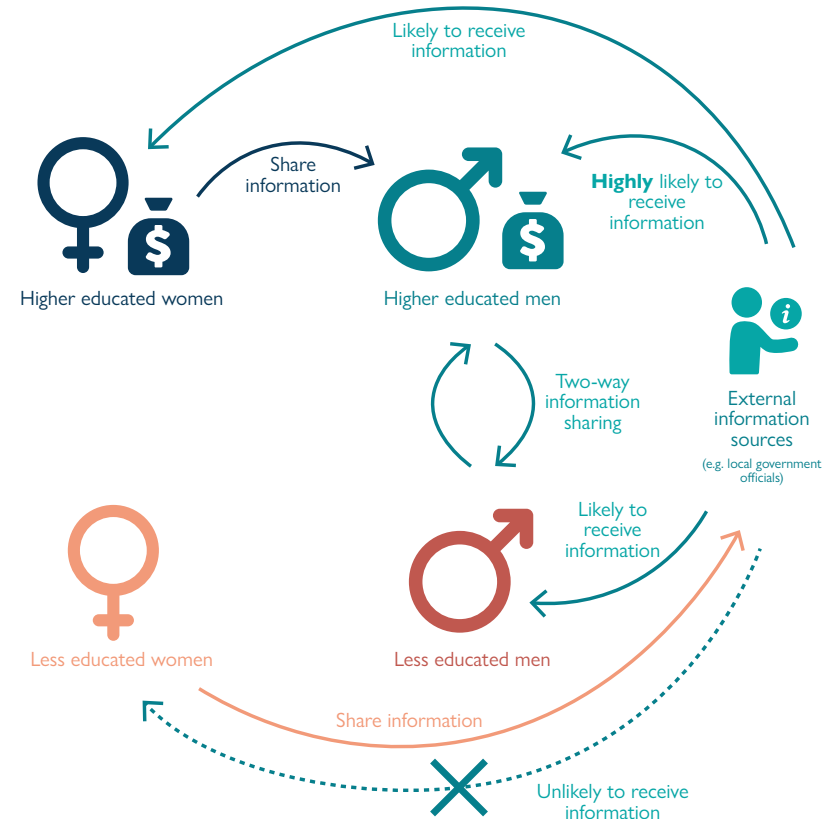 Likely to receive
information
Share
information
Highly likely to
receive
information
$
$
Higher educated women
Higher educated men
i
Two-way
information
sharing
External
information
sources
(e.g. local government
officials)
Likely to
receive
information
Less educated women
Less educated men
Share information
Unlikely to receive
information